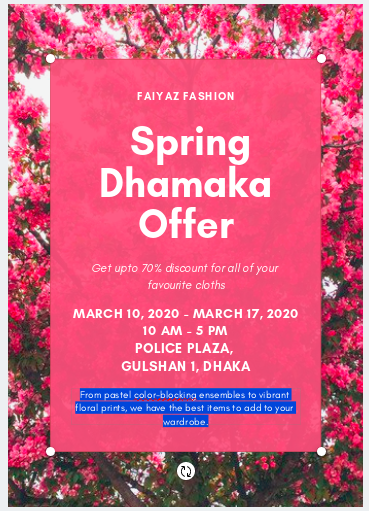 FAIYAZ FASHION
Spring
Dhamaka
Offer
Get upto 70% discount for all of your
favourite cloths
MARCH 10, 2020 - MARCH 17, 2020
10 AM - 5 PM
POLICE PLAZA,
GULSHAN 1, DHAKA
From pastel color-blocking ensembles to vibrant
floral prints, we have the best items to add to your
wardrobe.